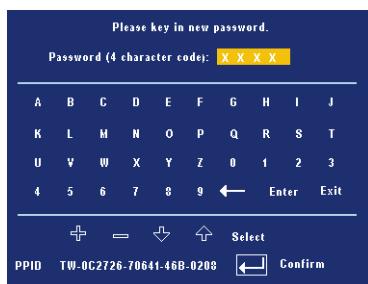 Please key in new password.
Password (4 character code): X X X X
A B C D E F G H I J
K L M N O P Q R S T
U V W X Y Z 0 1 2 3
4 5 6 7 8 9 ← Enter Exit
Select
PPID TW-0C2726-70641-46B-0208 Confirm